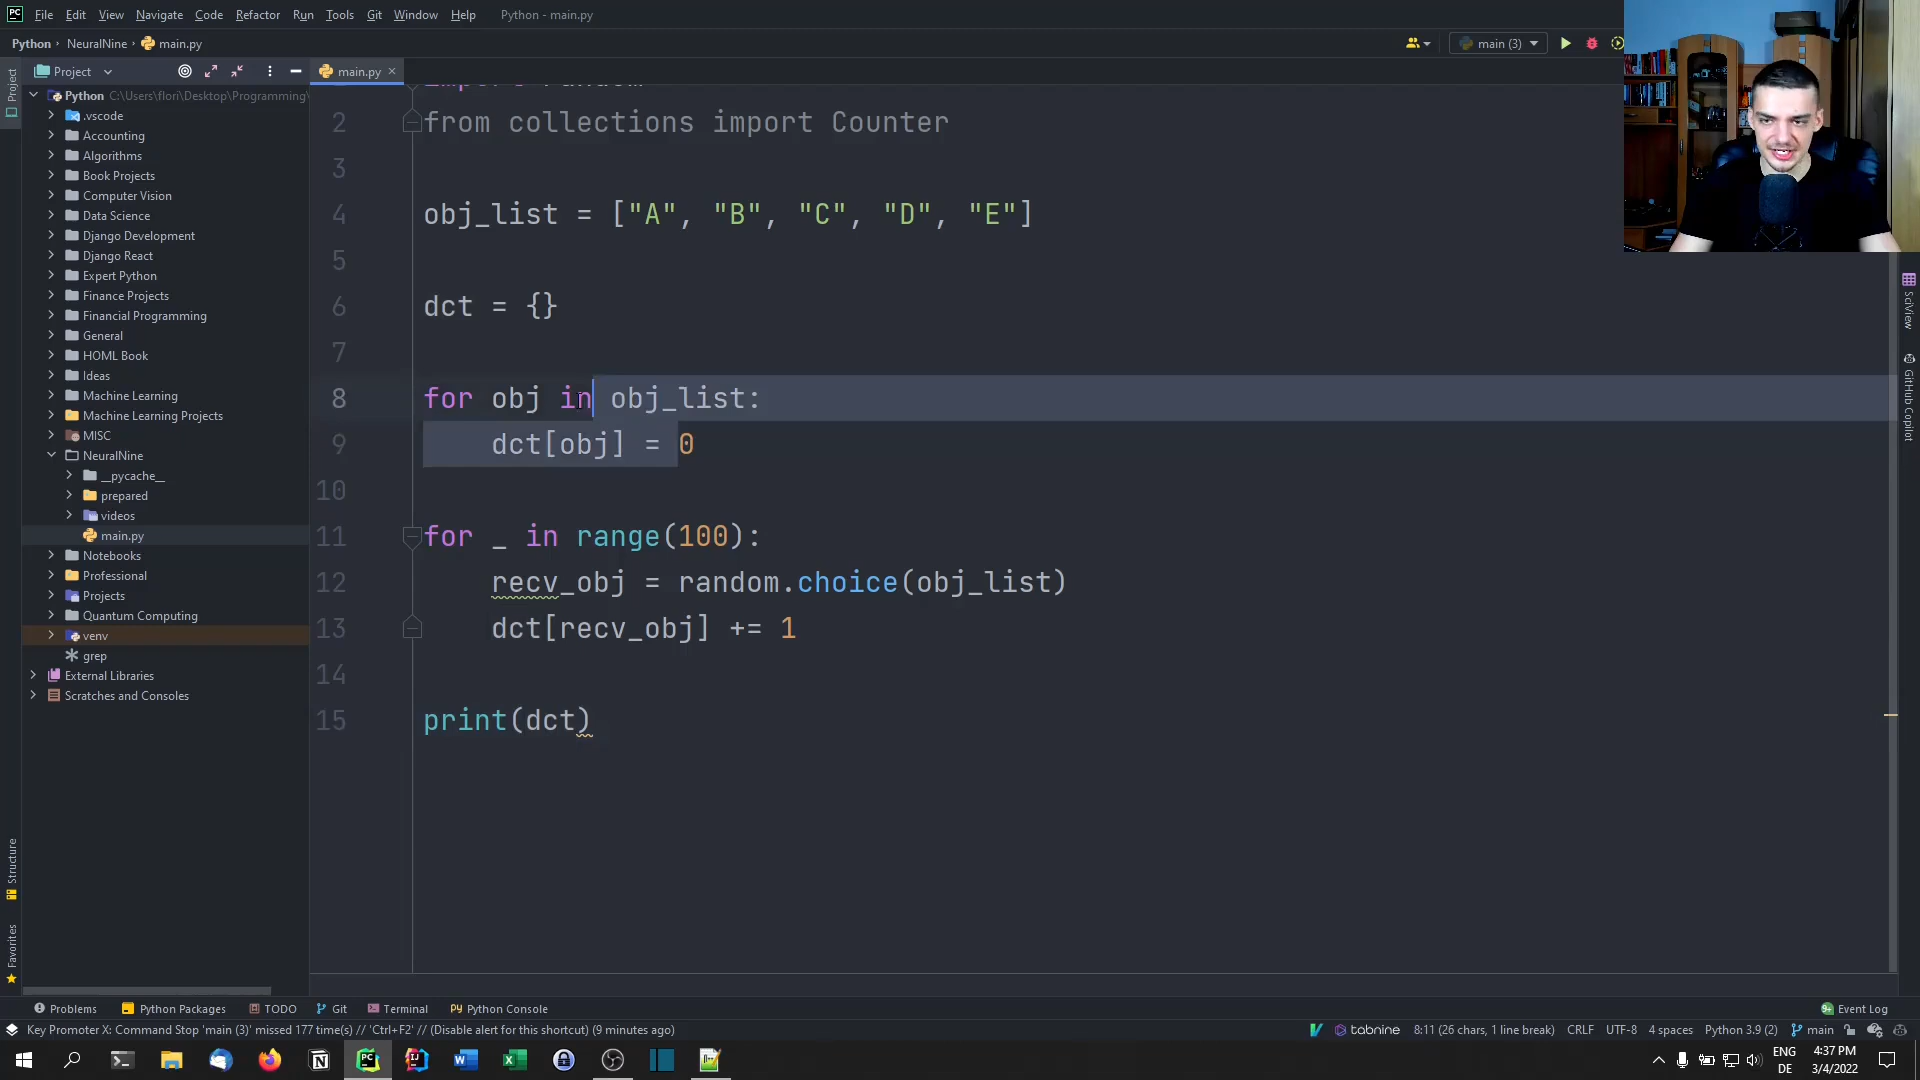 PC File Edit View Navigate Code Refactor Run Tools Git Window Help Python - main.py
Python NeuralNine main.py main (3)
Project main.py
Project
Python C:\Users\flori\Desktop\Programming\
.vscode
Accounting
Algorithms
Book Projects
Computer Vision
Data Science
Django Development
Django React
Expert Python
Finance Projects
Financial Programming
General
HOML Book
Ideas
Machine Learning
Machine Learning Projects
MISC
NeuralNine
__pycache__
prepared
videos
main.py
Notebooks
Professional
Projects
Quantum Computing
venv
grep
External Libraries
Scratches and Consoles
Structure
Favorites
import random
2 from collections import Counter
3
4 obj_list = ["A", "B", "C", "D", "E"]
5
6 dct = {}
7
8 for obj in obj_list:
9 dct[obj] = 0
10
11 for _ in range(100):
12 recv_obj = random.choice(obj_list)
13 dct[recv_obj] += 1
14
15 print(dct)
SciView
GitHub Copilot
Problems Python Packages TODO Git Terminal Python Console Event Log
Key Promoter X: Command Stop 'main (3)' missed 177 time(s) // 'Ctrl+F2' // (Disable alert for this shortcut) (9 minutes ago) tabnine 8:11 (26 chars, 1 line break) CRLF UTF-8 4 spaces Python 3.9 (2) main
ENG 4:37 PM
DE 3/4/2022